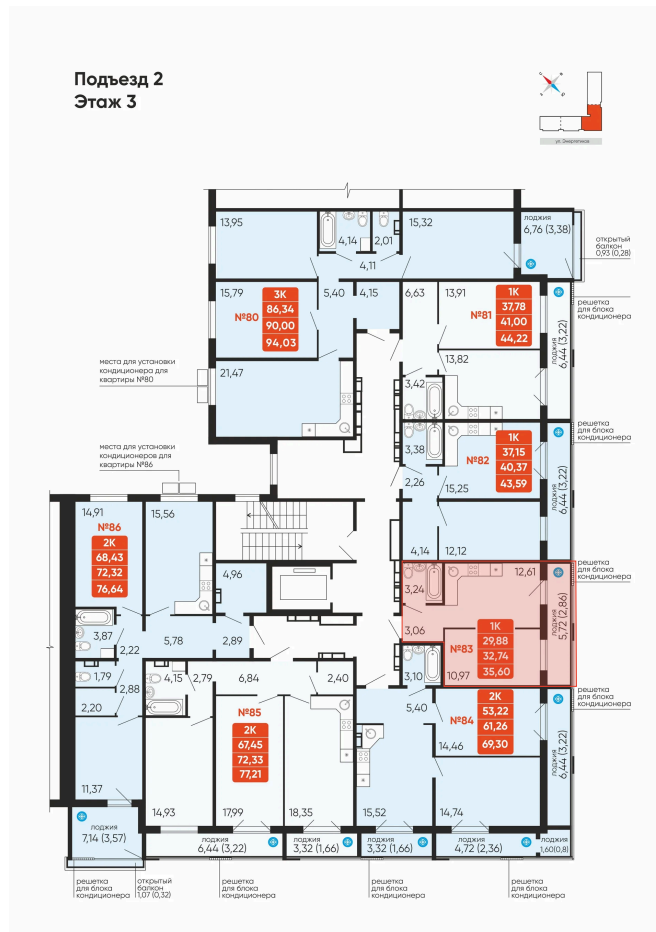 Подъезд 2
Этаж 3
ул. Энергетиков
13,95
4,14
2,01
15,32
лоджия
6,76 (3,38)
4,11
открытый
балкон
0,93 (0,28)
15,79
№80
3К
86,34
90,00
94,03
5,40
4,15
6,63
13,91
№81
1К
37,78
41,00
44,22
решетка
для блока
кондиционера
лоджия
6,44 (3,22)
места для установки
кондиционера для
квартиры №80
21,47
13,82
3,42
решетка
для блока
кондиционера
места для установки
кондиционеров для
квартиры №86
3,38
№82
1К
37,15
40,37
43,59
2,26
15,25
лоджия
6,44 (3,22)
14,91
№86
2К
68,43
72,32
76,64
15,56
4,14
12,12
4,96
3,24
12,61
решетка
для блока
кондиционера
лоджия
5,72 (2,86)
3,06
№83
1К
29,88
32,74
35,60
10,97
3,87
2,22
5,78
2,89
1,79
2,88
2,20
4,15
2,79
6,84
2,40
3,10
5,40
№84
2К
53,22
61,26
69,30
14,46
решетка
для блока
кондиционера
лоджия
6,44 (3,22)
№85
2К
67,45
72,33
77,21
11,37
14,93
17,99
18,35
15,52
14,74
лоджия
7,14 (3,57)
лоджия
6,44 (3,22)
лоджия
3,32 (1,66)
лоджия
3,32 (1,66)
лоджия
4,72 (2,36)
лоджия
1,60(0,8)
решетка
для блока
кондиционера
открытый
балкон
1,07 (0,32)
решетка
для блока
кондиционера
решетка
для блока
кондиционера
решетка
для блока
кондиционера